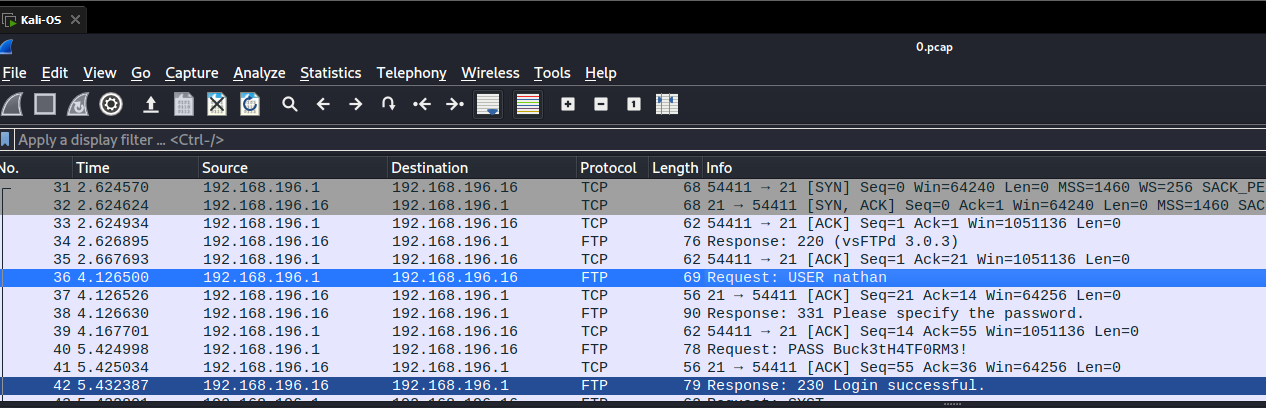 Kali-OS
0.pcap
File Edit View Go Capture Analyze Statistics Telephony Wireless Tools Help
Apply a display filter … <Ctrl-/>
No. Time Source Destination Protocol Length Info
31 2.624570 192.168.196.1 192.168.196.16 TCP 68 54411 → 21 [SYN] Seq=0 Win=64240 Len=0 MSS=1460 WS=256 SACK_PE
32 2.624624 192.168.196.16 192.168.196.1 TCP 68 21 → 54411 [SYN, ACK] Seq=0 Ack=1 Win=64240 Len=0 MSS=1460 SAC
33 2.624934 192.168.196.1 192.168.196.16 TCP 62 54411 → 21 [ACK] Seq=1 Ack=1 Win=1051136 Len=0
34 2.626895 192.168.196.16 192.168.196.1 FTP 76 Response: 220 (vsFTPd 3.0.3)
35 2.667693 192.168.196.1 192.168.196.16 TCP 62 54411 → 21 [ACK] Seq=1 Ack=21 Win=1051136 Len=0
36 4.126500 192.168.196.1 192.168.196.16 FTP 69 Request: USER nathan
37 4.126526 192.168.196.16 192.168.196.1 TCP 56 21 → 54411 [ACK] Seq=21 Ack=14 Win=64256 Len=0
38 4.126630 192.168.196.16 192.168.196.1 FTP 90 Response: 331 Please specify the password.
39 4.167701 192.168.196.1 192.168.196.16 TCP 62 54411 → 21 [ACK] Seq=14 Ack=55 Win=1051136 Len=0
40 5.424998 192.168.196.1 192.168.196.16 FTP 78 Request: PASS Buck3tH4TF0RM3!
41 5.425034 192.168.196.16 192.168.196.1 TCP 56 21 → 54411 [ACK] Seq=55 Ack=36 Win=64256 Len=0
42 5.432387 192.168.196.16 192.168.196.1 FTP 79 Response: 230 Login successful.